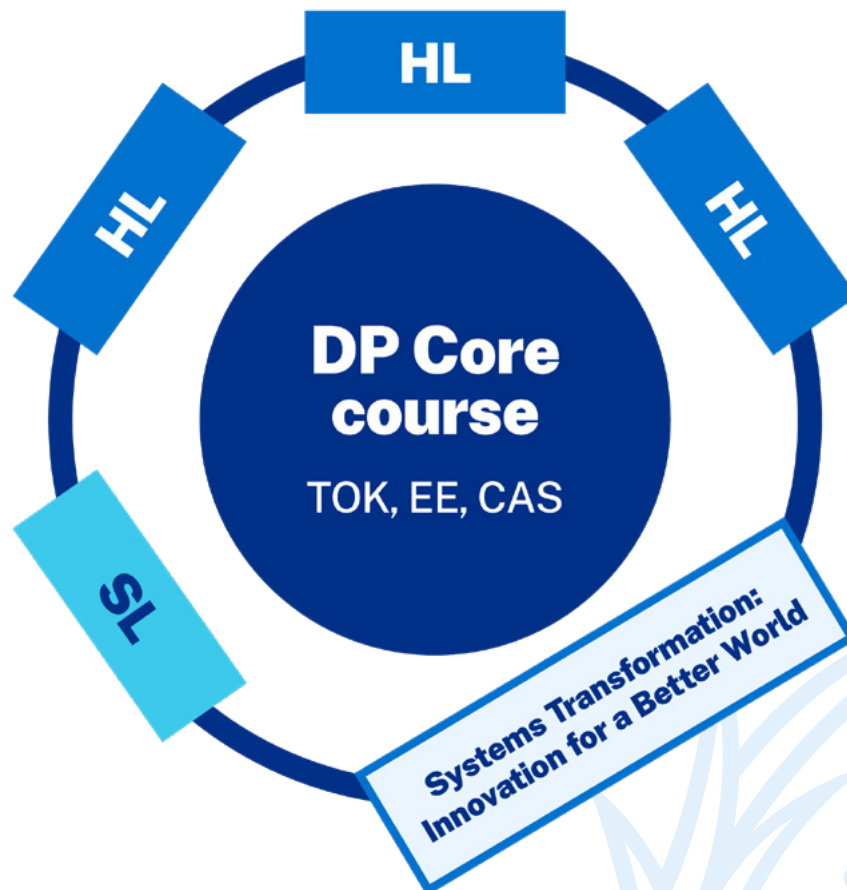 HL
HL
HL
DP Core
course
TOK, EE, CAS
SL
Systems Transformation:
Innovation for a Better World